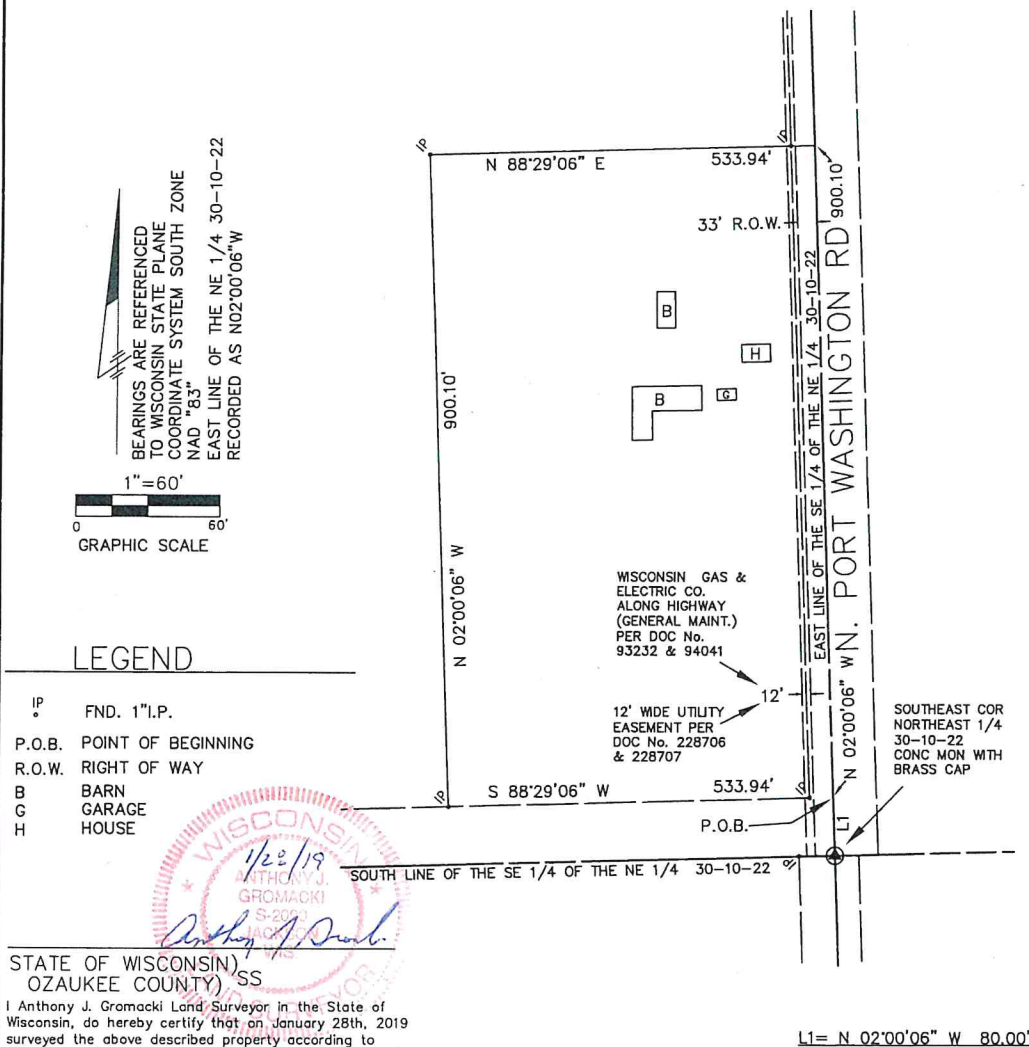 BEARINGS ARE REFERENCED
TO WISCONSIN STATE PLANE
COORDINATE SYSTEM SOUTH ZONE
NAD "83"
EAST LINE OF THE NE 1/4 30-10-22
RECORDED AS N02°00'06"W
1"=60'
0 60'
GRAPHIC SCALE
IP
N 88°29'06" E
533.94'
IP
33' R.O.W.
900.10'
B
H
B
G
900.10'
N 02°00'06" W
EAST LINE OF THE SE 1/4 OF THE NE 1/4 30-10-22
N. PORT WASHINGTON RD
N 02°00'06" W
WISCONSIN GAS &
ELECTRIC CO.
ALONG HIGHWAY
(GENERAL MAINT.)
PER DOC No.
93232 & 94041
12'
12' WIDE UTILITY
EASEMENT PER
DOC No. 228706
& 228707
SOUTHEAST COR
NORTHEAST 1/4
30-10-22
CONC MON WITH
BRASS CAP
IP
S 88°29'06" W
533.94'
IP
P.O.B.
L1
IP
SOUTH LINE OF THE SE 1/4 OF THE NE 1/4 30-10-22
LEGEND
IP FND. 1"I.P.
P.O.B. POINT OF BEGINNING
R.O.W. RIGHT OF WAY
B BARN
G GARAGE
H HOUSE
WISCONSIN
ANTHONY J.
GROMACKI
JACKSON
WIS
LAND SURVEYOR
STATE OF WISCONSIN)
OZAUKEE COUNTY) SS
I Anthony J. Gromacki Land Surveyor in the State of
Wisconsin, do hereby certify that on January 28th, 2019
surveyed the above described property according to
L1= N 02°00'06" W 80.00'